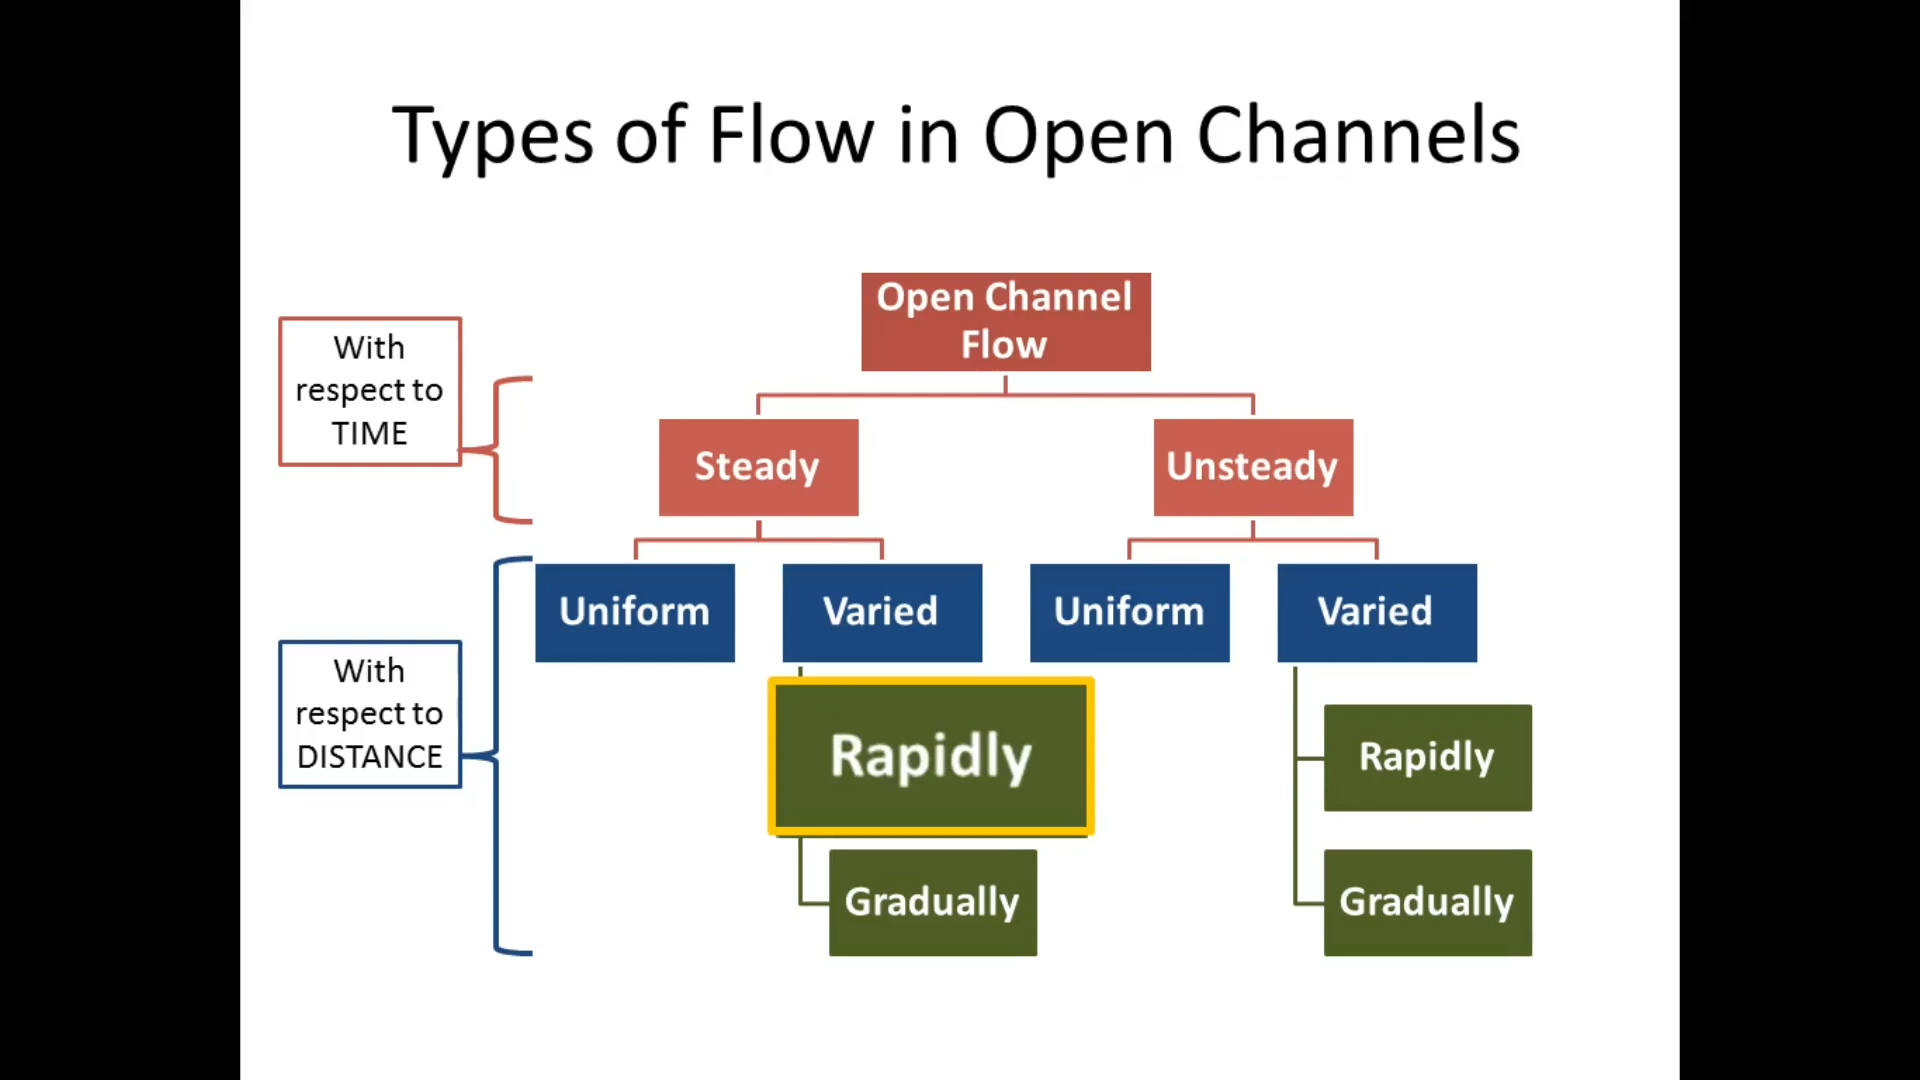 Types of Flow in Open Channels
Open Channel
Flow
With
respect to
TIME
Steady
Unsteady
Uniform
Varied
Uniform
Varied
With
respect to
DISTANCE
Rapidly
Rapidly
Gradually
Gradually